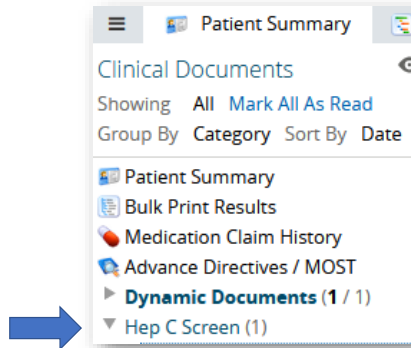 Patient Summary
Clinical Documents
Showing All Mark All As Read
Group By Category Sort By Date
Patient Summary
Bulk Print Results
Medication Claim History
Advance Directives / MOST
Dynamic Documents (1 / 1)
Hep C Screen (1)